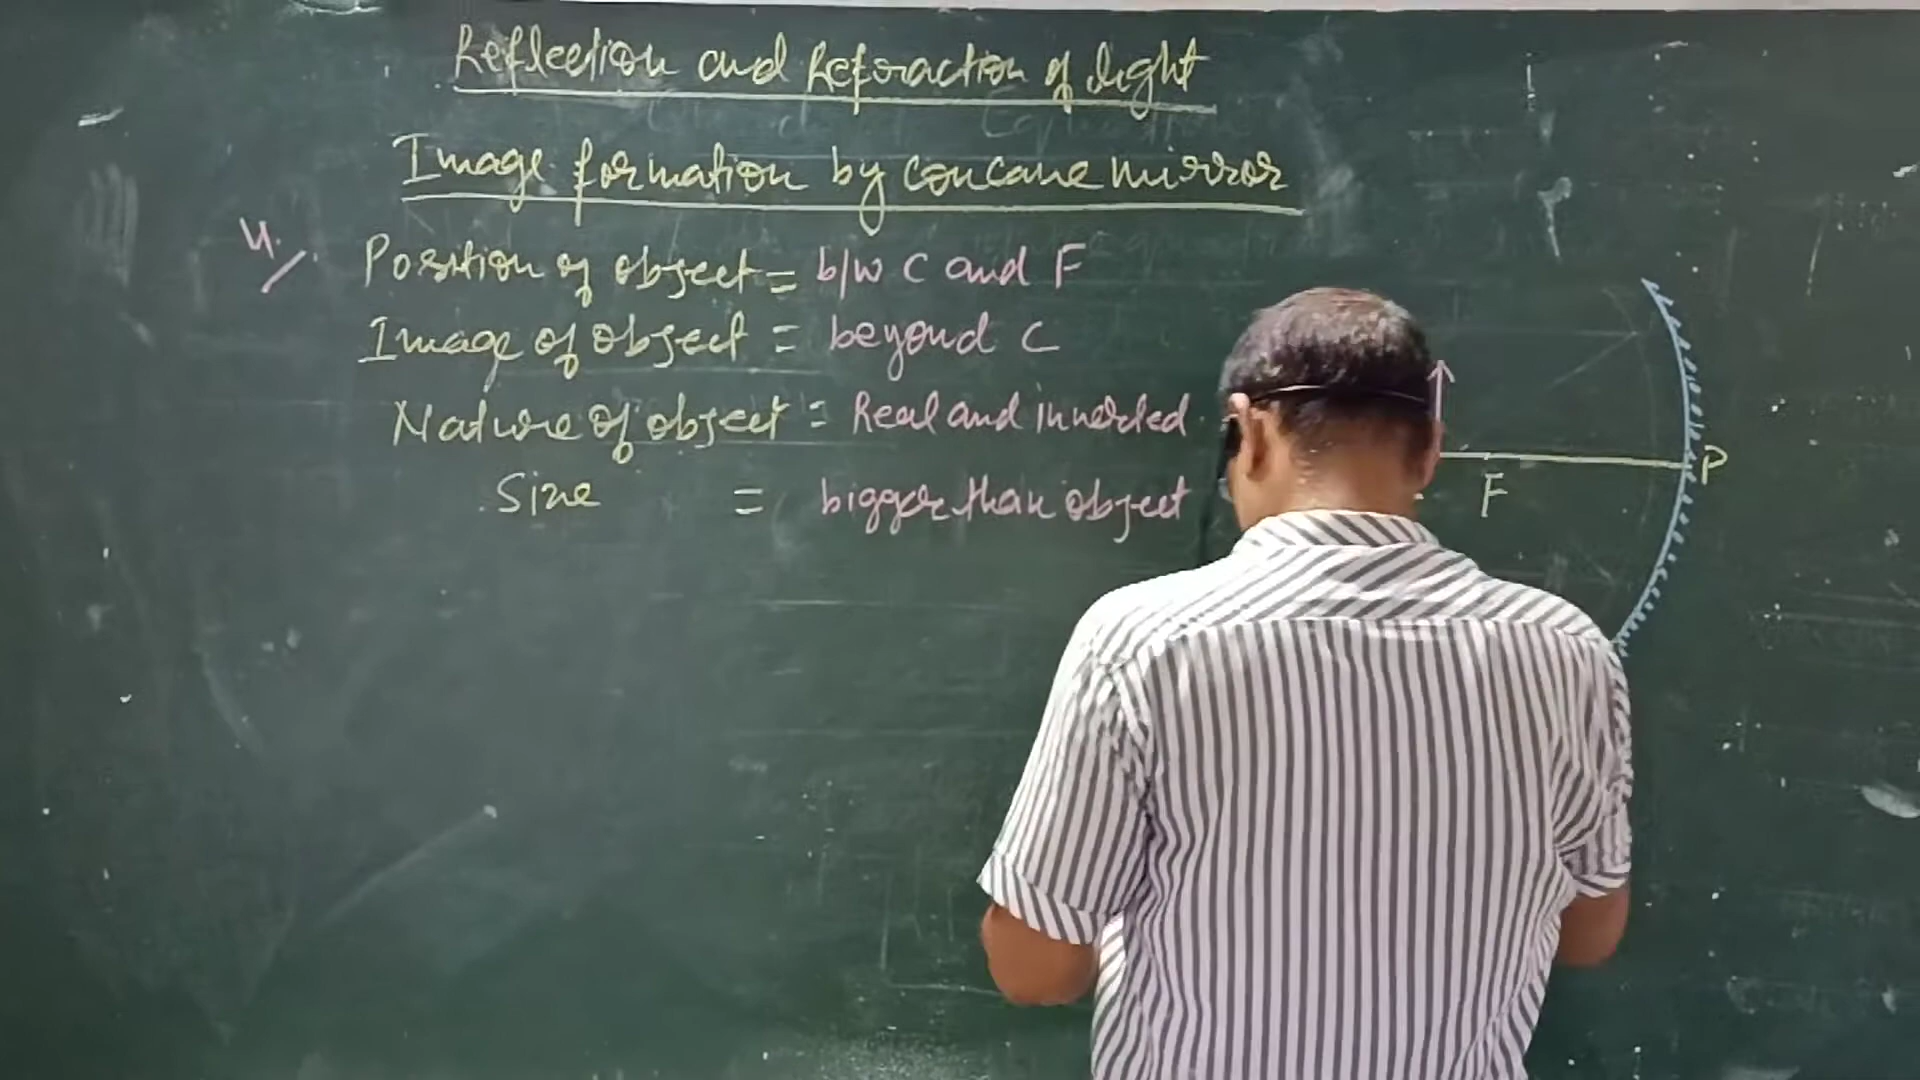 Reflection and Refraction of light
Image formation by concave mirror
4. Position of object = b/w C and F
Image of object = beyond C
Nature of object = Real and inverted
Size = bigger than object
F
P